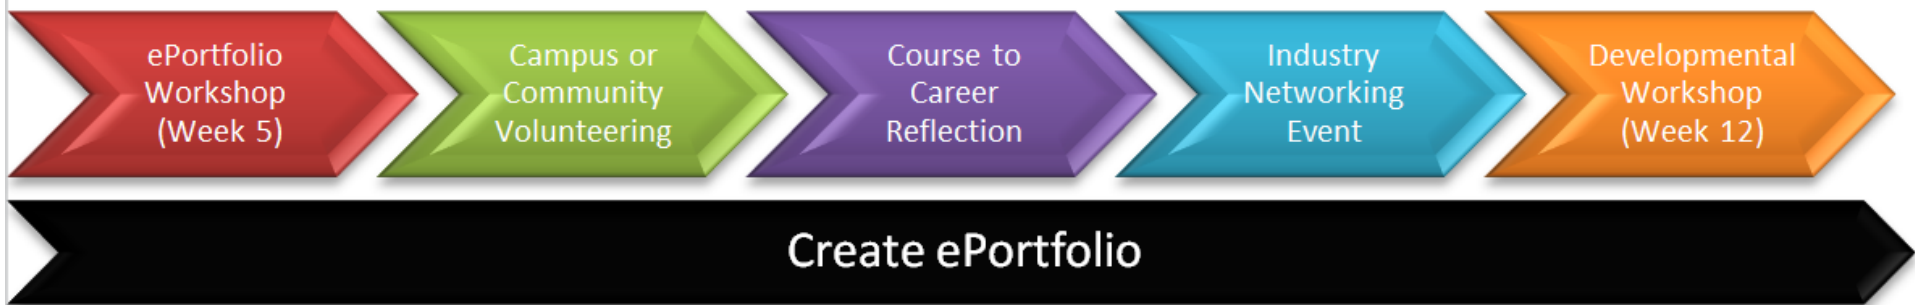 ePortfolio
Workshop
(Week 5)
Campus or
Community
Volunteering
Course to
Career
Reflection
Industry
Networking
Event
Developmental
Workshop
(Week 12)
Create ePortfolio